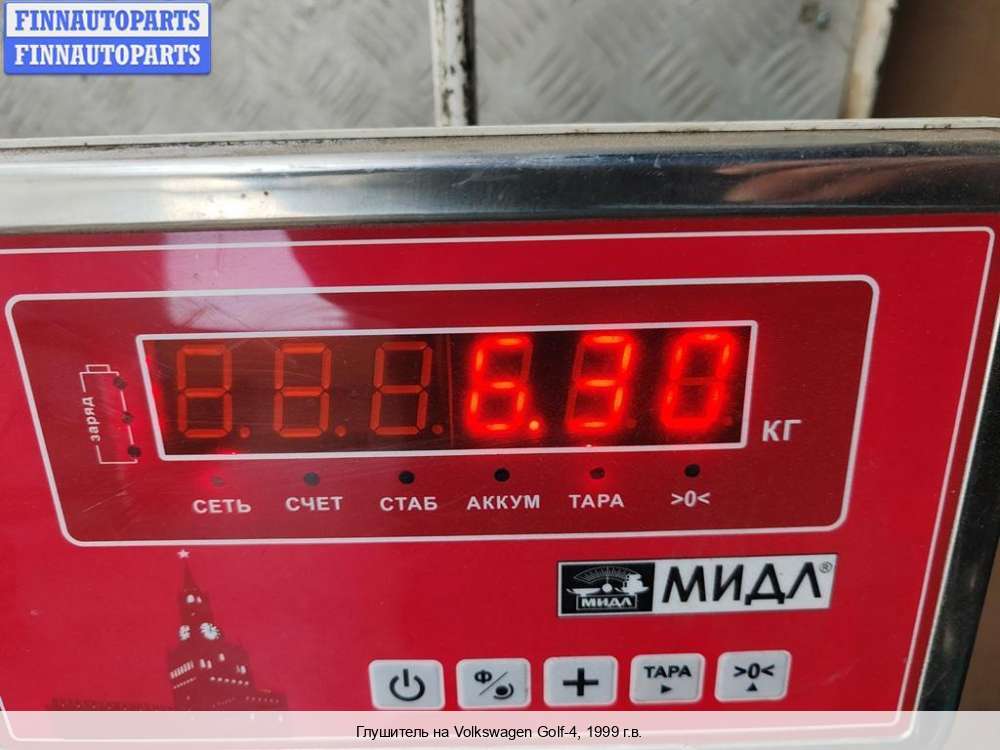 FINNAUTOPARTS
FINNAUTOPARTS
заряд
6.30
КГ
СЕТЬ СЧЕТ СТАБ АККУМ ТАРА >0<
МИДЛ МИДЛ®
Ф ТАРА >0<
Глушитель на Volkswagen Golf-4, 1999 г.в.